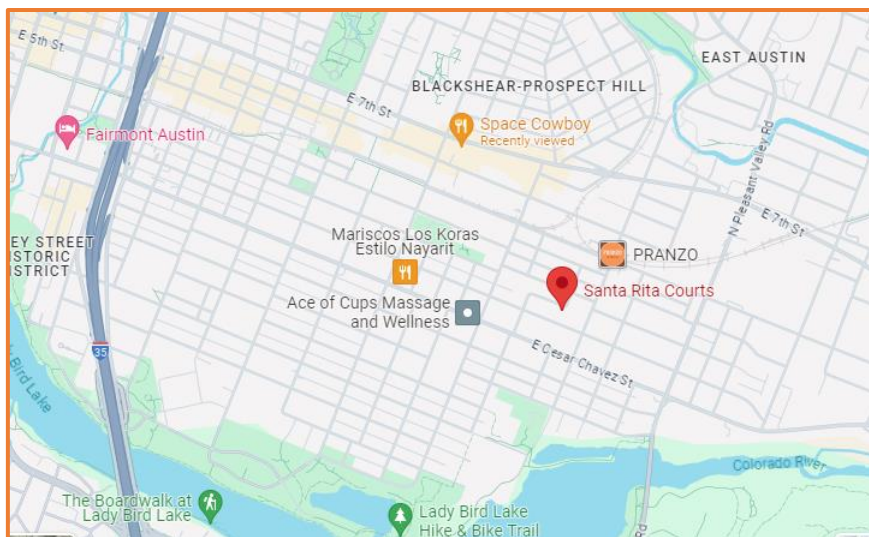 E 5th St.
EAST AUSTIN
BLACKSHEAR-PROSPECT HILL
E 7th St
Space Cowboy
Recently viewed
Fairmont Austin
N Pleasant Valley Rd
E 7th St
EY STREET
ISTORIC
ISTRICT
Mariscos Los Koras
Estilo Nayarit
PRANZO
Santa Rita Courts
Ace of Cups Massage
and Wellness
E Cesar Chavez St
35
y Bird Lake
Colorado River
The Boardwalk at
Lady Bird Lake
Lady Bird Lake
Hike & Bike Trail
Rd